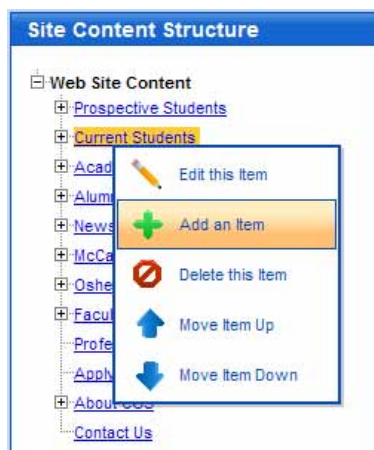 Site Content Structure
Web Site Content
Prospective Students
Current Students
Edit this Item
Add an Item
Delete this Item
Move Item Up
Move Item Down
About
Contact Us